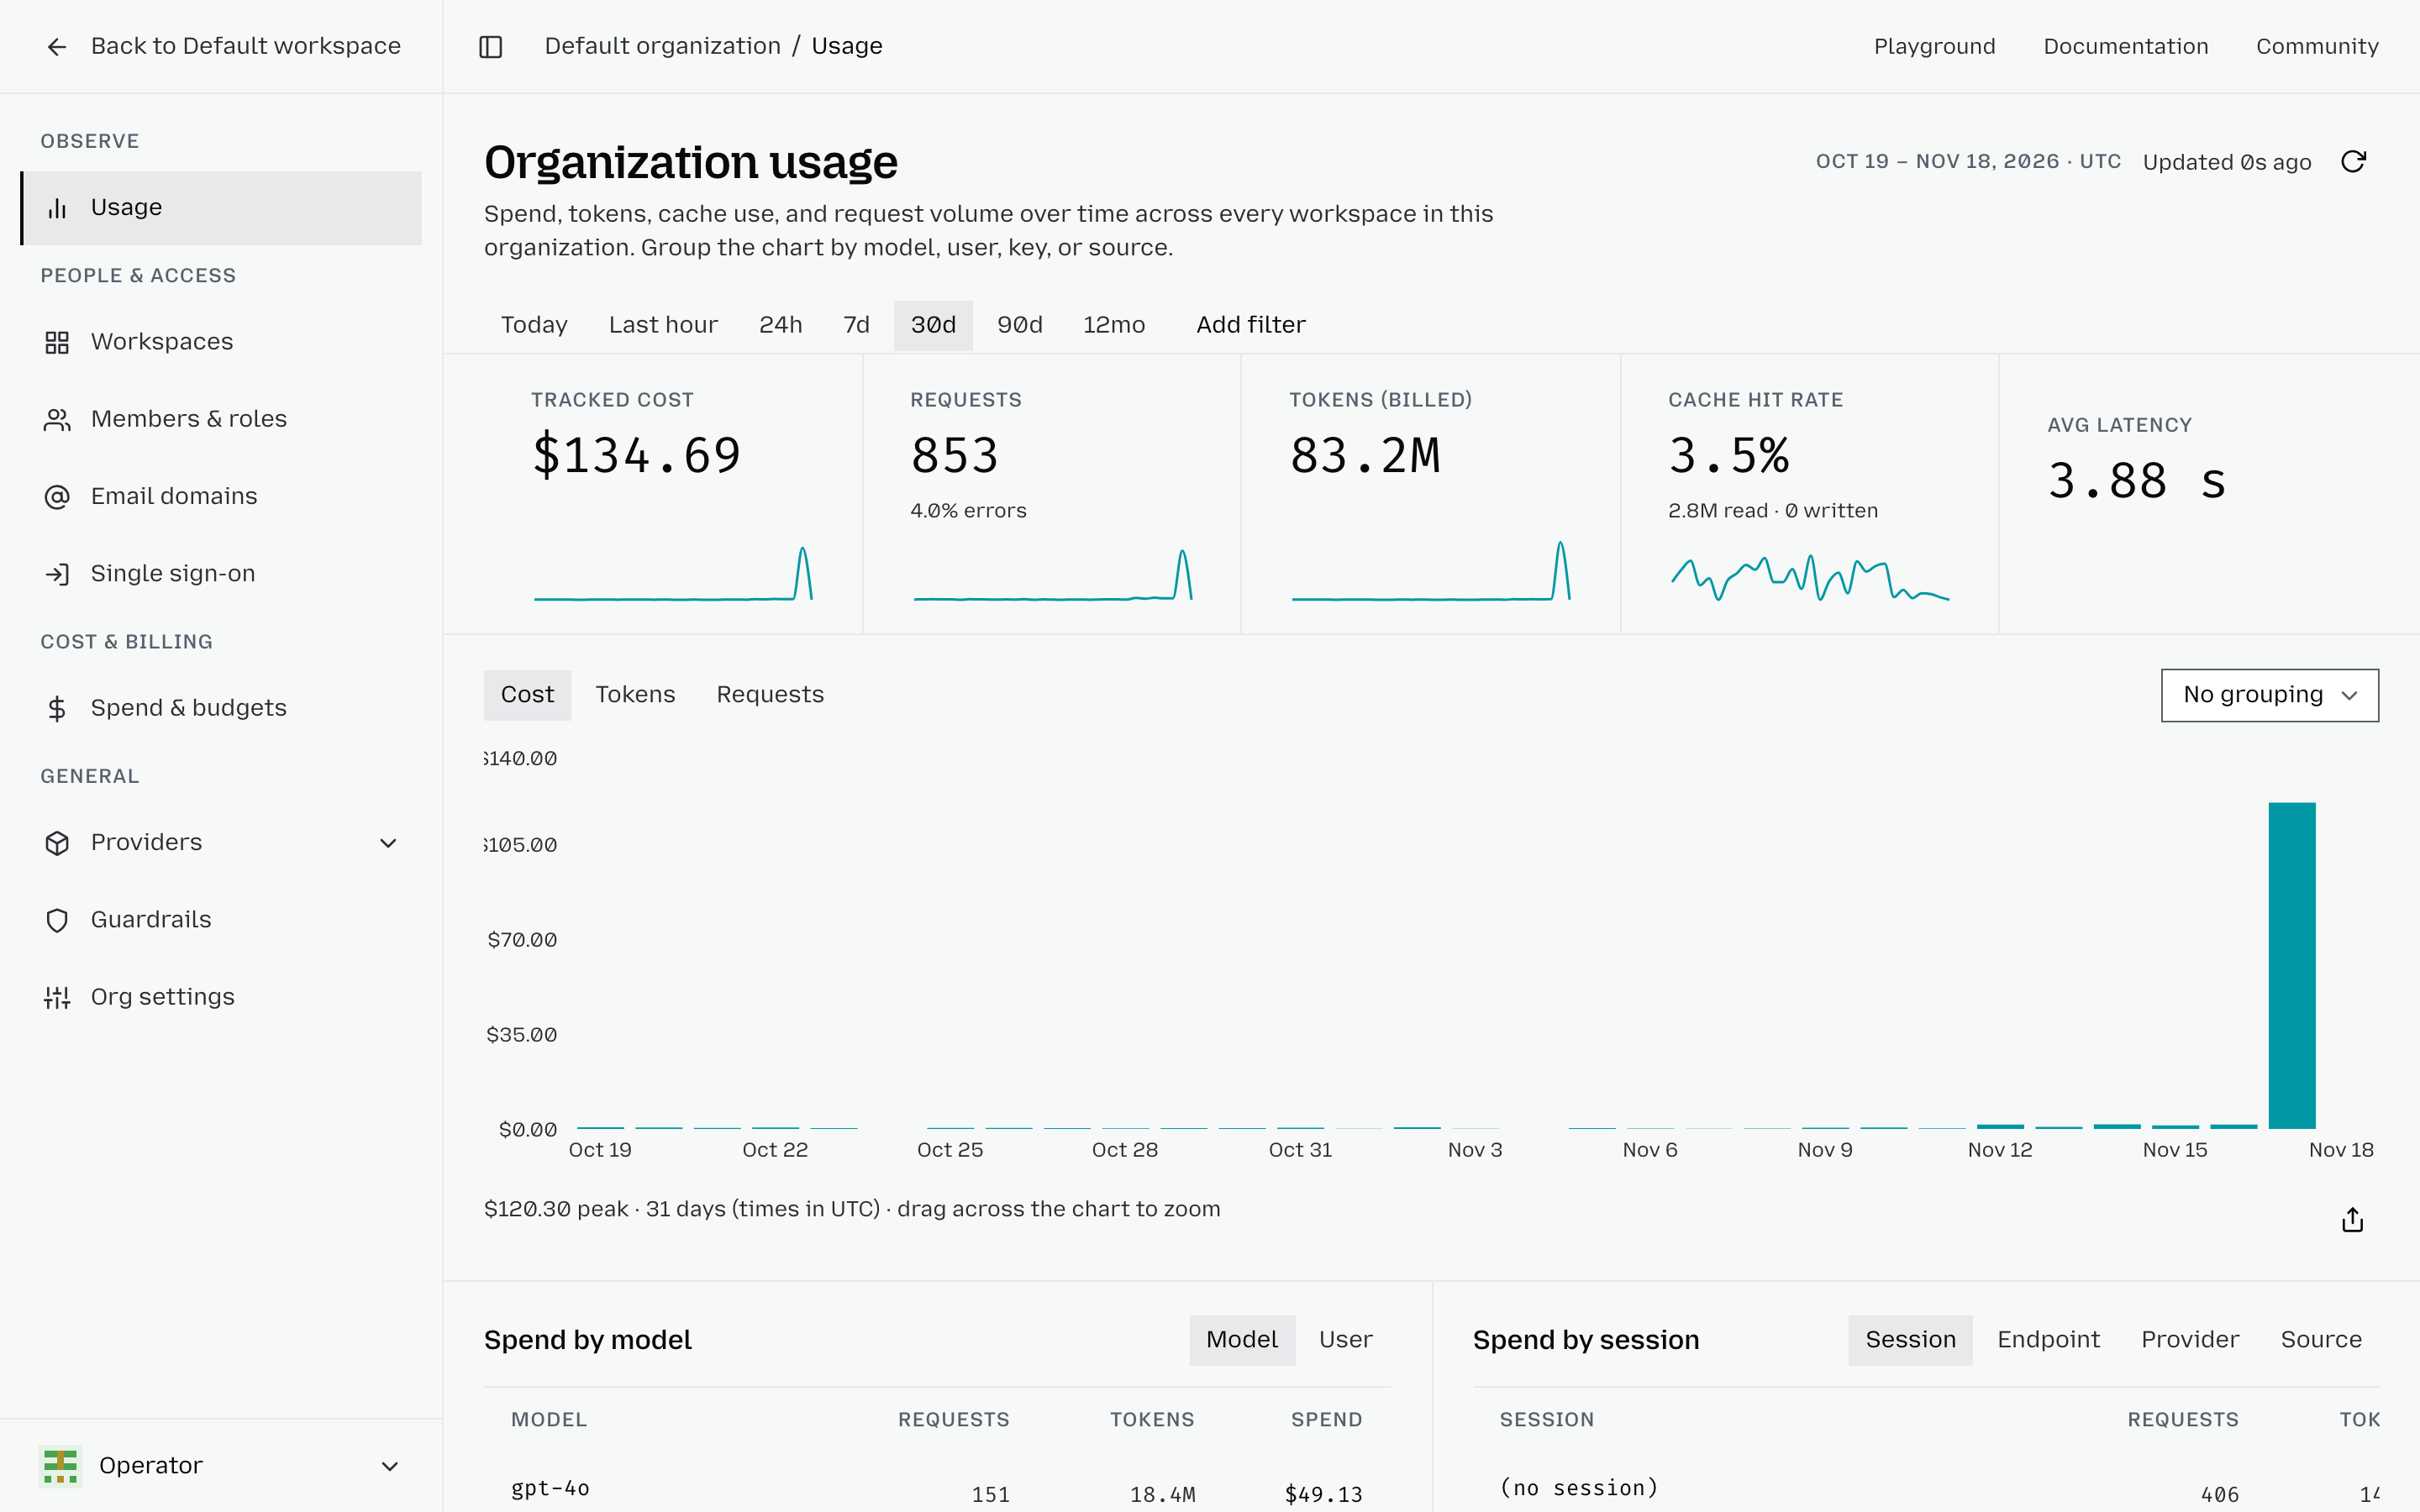 Back to Default workspace
Default organization / Usage
Playground
Documentation
Community
OBSERVE
Usage
PEOPLE & ACCESS
Workspaces
Members & roles
Email domains
Single sign-on
COST & BILLING
Spend & budgets
GENERAL
Providers
Guardrails
Org settings
Operator
Organization usage
OCT 19 – NOV 18, 2026 · UTC
Updated 0s ago
Spend, tokens, cache use, and request volume over time across every workspace in this
organization. Group the chart by model, user, key, or source.
Today
Last hour
24h
7d
30d
90d
12mo
Add filter
TRACKED COST
$134.69
REQUESTS
853
4.0% errors
TOKENS (BILLED)
83.2M
CACHE HIT RATE
3.5%
2.8M read · 0 written
AVG LATENCY
3.88 s
Cost
Tokens
Requests
No grouping
$140.00
$105.00
$70.00
$35.00
$0.00
Oct 19
Oct 22
Oct 25
Oct 28
Oct 31
Nov 3
Nov 6
Nov 9
Nov 12
Nov 15
Nov 18
$120.30 peak · 31 days (times in UTC) · drag across the chart to zoom
Spend by model
Model
User
MODEL
REQUESTS
TOKENS
SPEND
gpt-4o
151
18.4M
$49.13
Spend by session
Session
Endpoint
Provider
Source
SESSION
REQUESTS
(no session)
406